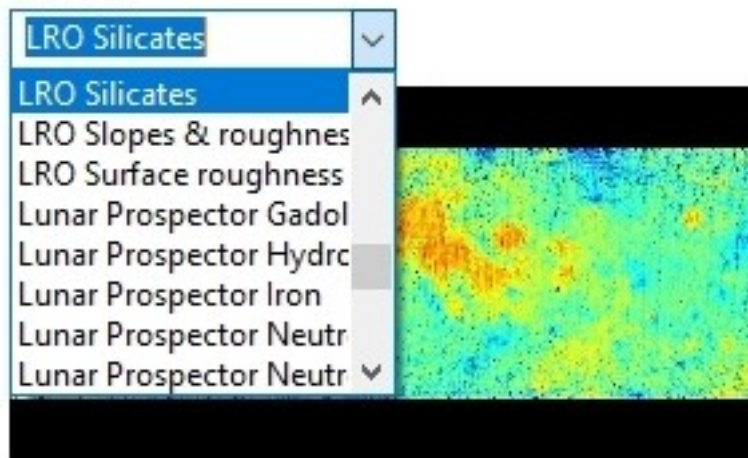 LRO Silicates
LRO Silicates
LRO Slopes & roughnes
LRO Surface roughness
Lunar Prospector Gadol
Lunar Prospector Hydro
Lunar Prospector Iron
Lunar Prospector Neutr
Lunar Prospector Neutr